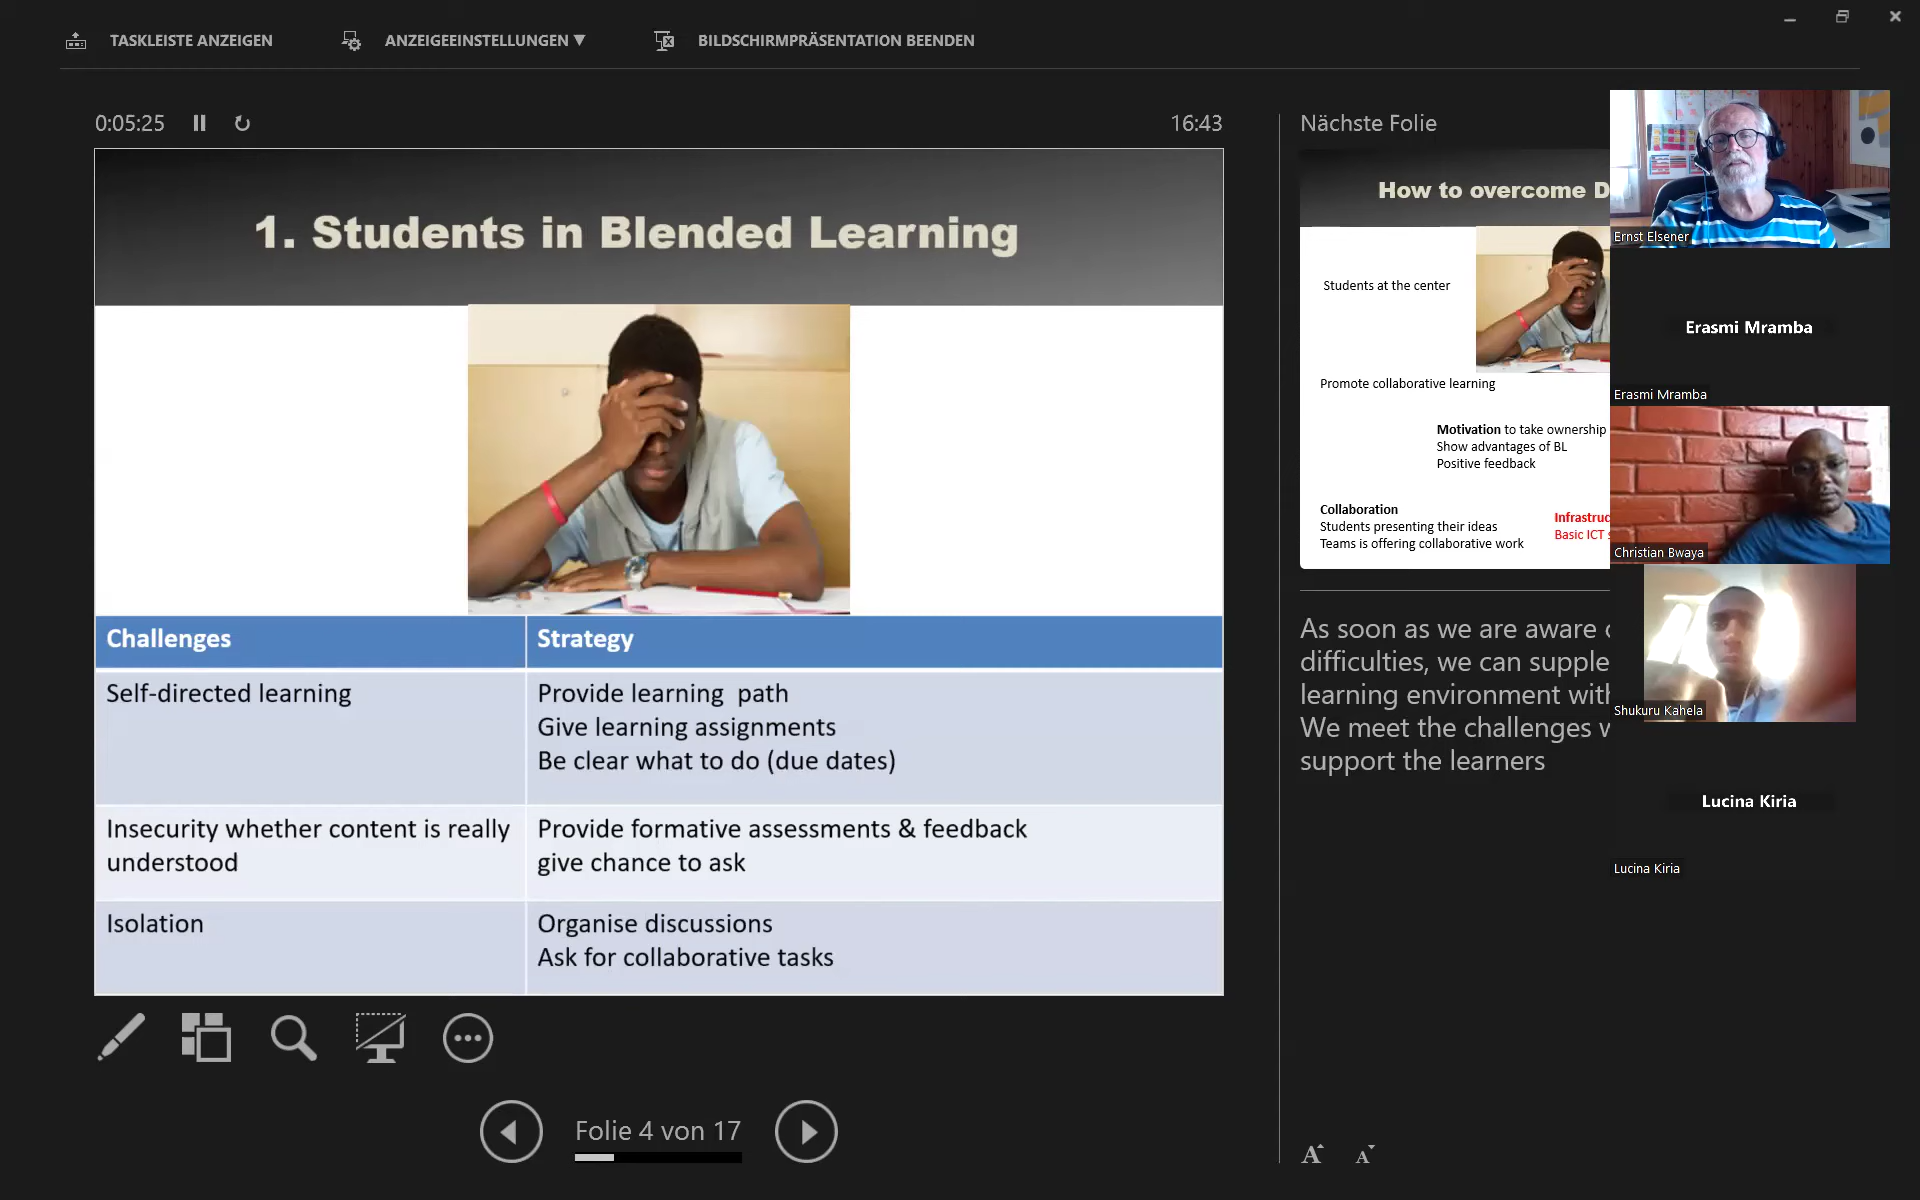 TASKLEISTE ANZEIGEN
ANZEIGEEINSTELLUNGEN ▼
BILDSCHIRMPRÄSENTATION BEENDEN
0:05:25
16:43
1. Students in Blended Learning
Challenges
Strategy
Self-directed learning
Provide learning path
Give learning assignments
Be clear what to do (due dates)
Insecurity whether content is really
understood
Provide formative assessments & feedback
give chance to ask
Isolation
Organise discussions
Ask for collaborative tasks
Folie 4 von 17
Nächste Folie
How to overcome
Students at the center
Promote collaborative learning
Motivation to take ownership
Show advantages of BL
Positive feedback
Collaboration
Students presenting their ideas
Teams is offering collaborative work
Basic ICT
As soon as we are aware
difficulties, we can
learning environment
We meet the challenges
support the learners
A A
Ernst Elsener
Erasmi Mramba
Erasmi Mramba
Christian Bwaya
Shukuru Kahela
Lucina Kiria
Lucina Kiria